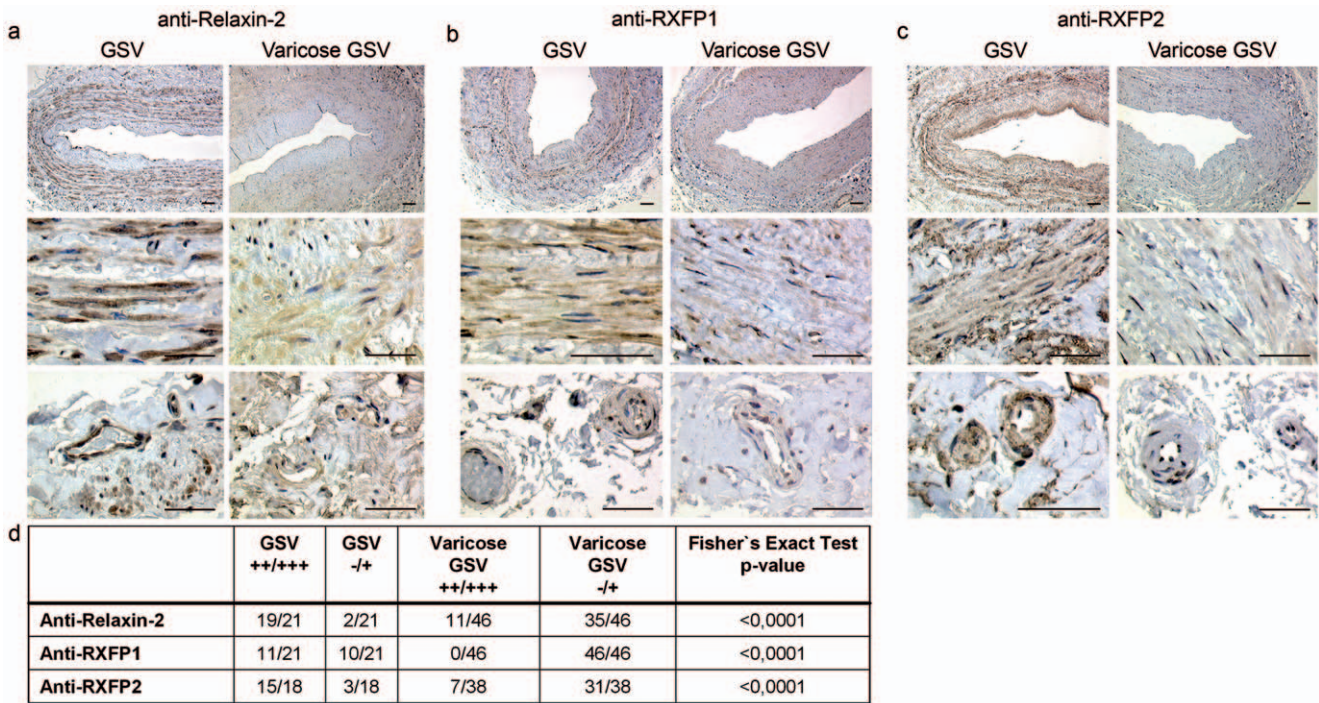 anti-Relaxin-2
anti-RXFP1
anti-RXFP2
a
b
c
GSV
Varicose GSV
GSV
Varicose GSV
GSV
Varicose GSV
d
GSV ++/+++
GSV -/+
Varicose GSV ++/+++
Varicose GSV -/+
Fisher`s Exact Test p-value
Anti-Relaxin-2 19/21 2/21 11/46 35/46 <0,0001
Anti-RXFP1 11/21 10/21 0/46 46/46 <0,0001
Anti-RXFP2 15/18 3/18 7/38 31/38 <0,0001